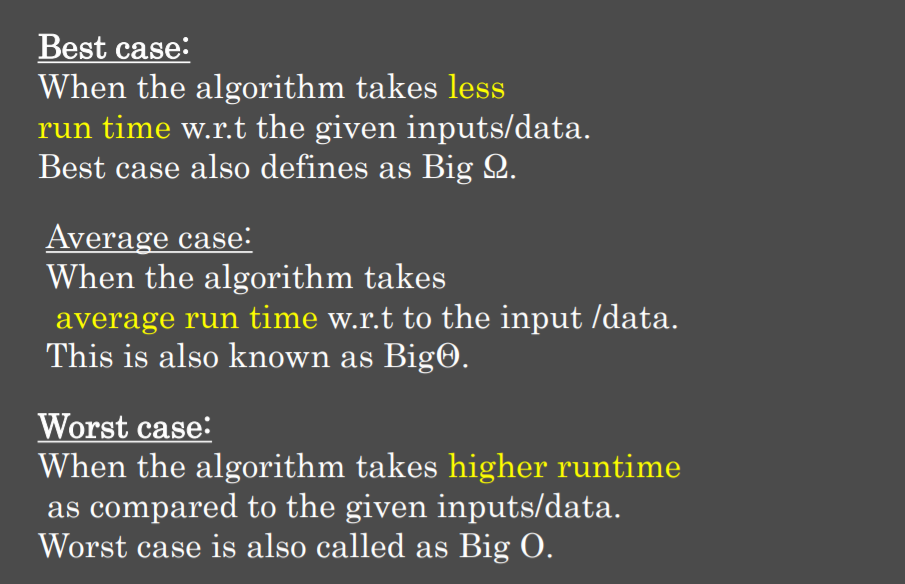 Best case:
When the algorithm takes less
run time w.r.t the given inputs/data.
Best case also defines as Big Ω.
Average case:
When the algorithm takes
average run time w.r.t to the input /data.
This is also known as BigΘ.
Worst case:
When the algorithm takes higher runtime
as compared to the given inputs/data.
Worst case is also called as Big O.